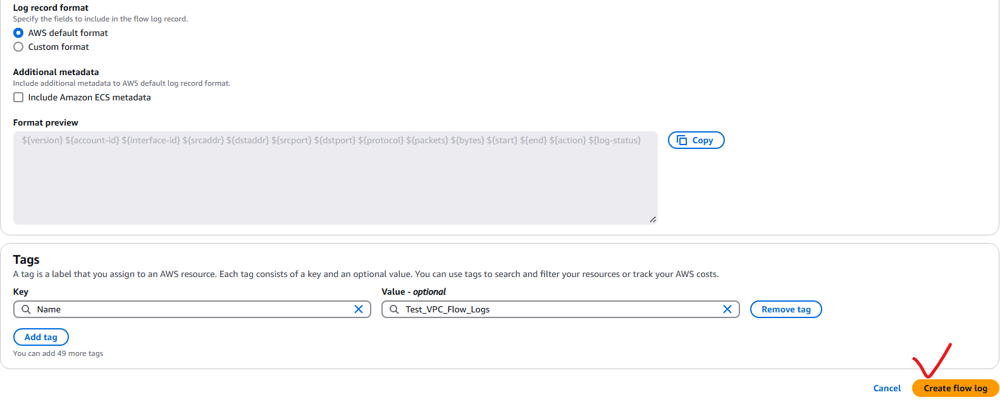 Log record format
Specify the fields to include in the flow log record.
AWS default format
Custom format
Additional metadata
Include additional metadata to AWS default log record format.
Include Amazon ECS metadata
Format preview
${version} ${account-id} ${interface-id} ${srcaddr} ${dstaddr} ${srcport} ${dstport} ${protocol} ${packets} ${bytes} ${start} ${end} ${action} ${log-status}
Copy
Tags
A tag is a label that you assign to an AWS resource. Each tag consists of a key and an optional value. You can use tags to search and filter your resources or track your AWS costs.
Key
Value - optional
Name
Test_VPC_Flow_Logs
Remove tag
Add tag
You can add 49 more tags
Cancel
Create flow log